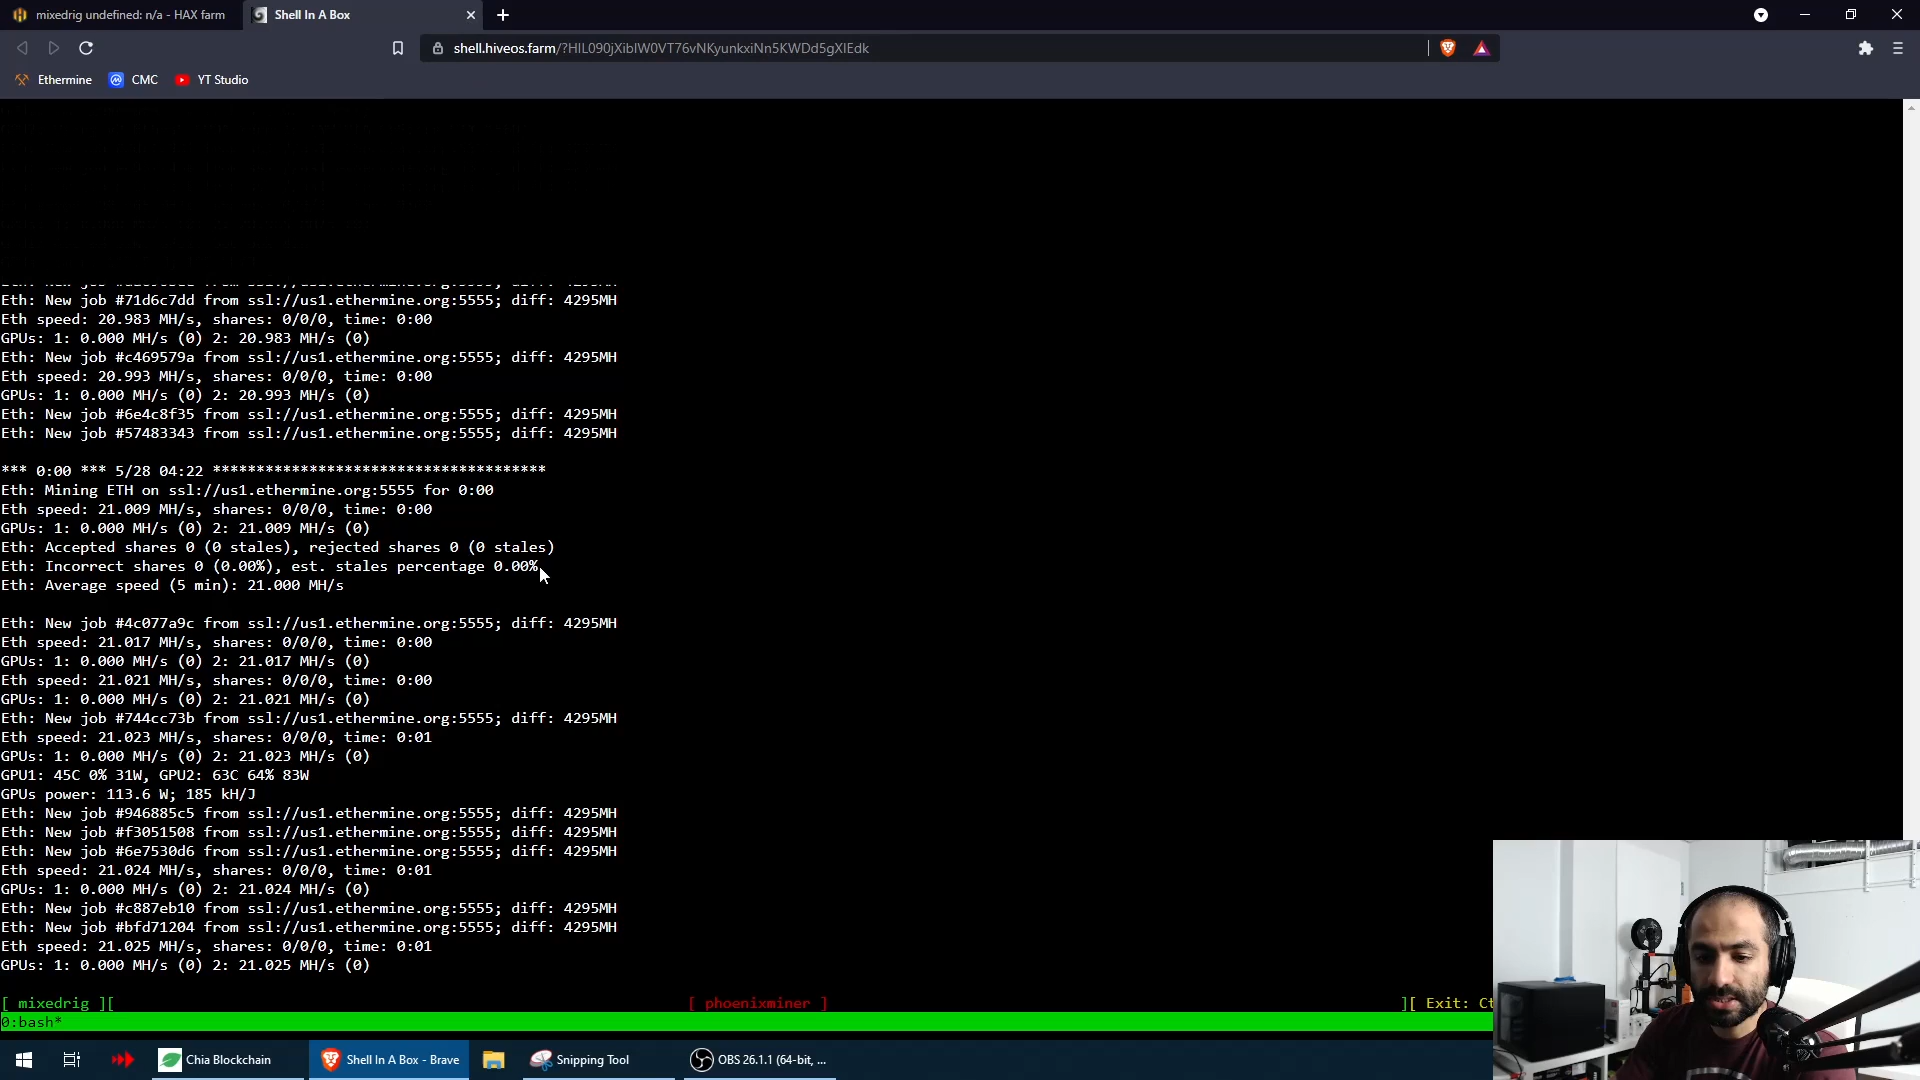 mixedrig undefined: n/a - HAX farm
Shell In A Box
shell.hiveos.farm/?HIL090jXiblW0VT76vNKyunkxiNn5KWDd5gXIEdk
Ethermine
CMC
YT Studio
Eth: New job #71d6c7dd from ssl://us1.ethermine.org:5555; diff: 4295MH
Eth speed: 20.983 MH/s, shares: 0/0/0, time: 0:00
GPUs: 1: 0.000 MH/s (0) 2: 20.983 MH/s (0)
Eth: New job #c469579a from ssl://us1.ethermine.org:5555; diff: 4295MH
Eth speed: 20.993 MH/s, shares: 0/0/0, time: 0:00
GPUs: 1: 0.000 MH/s (0) 2: 20.993 MH/s (0)
Eth: New job #6e4c8f35 from ssl://us1.ethermine.org:5555; diff: 4295MH
Eth: New job #57483343 from ssl://us1.ethermine.org:5555; diff: 4295MH
*** 0:00 *** 5/28 04:22 **************************************
Eth: Mining ETH on ssl://us1.ethermine.org:5555 for 0:00
Eth speed: 21.009 MH/s, shares: 0/0/0, time: 0:00
GPUs: 1: 0.000 MH/s (0) 2: 21.009 MH/s (0)
Eth: Accepted shares 0 (0 stales), rejected shares 0 (0 stales)
Eth: Incorrect shares 0 (0.00%), est. stales percentage 0.00%
Eth: Average speed (5 min): 21.000 MH/s
Eth: New job #4c077a9c from ssl://us1.ethermine.org:5555; diff: 4295MH
Eth speed: 21.017 MH/s, shares: 0/0/0, time: 0:00
GPUs: 1: 0.000 MH/s (0) 2: 21.017 MH/s (0)
Eth speed: 21.021 MH/s, shares: 0/0/0, time: 0:00
GPUs: 1: 0.000 MH/s (0) 2: 21.021 MH/s (0)
Eth: New job #744cc73b from ssl://us1.ethermine.org:5555; diff: 4295MH
Eth speed: 21.023 MH/s, shares: 0/0/0, time: 0:01
GPUs: 1: 0.000 MH/s (0) 2: 21.023 MH/s (0)
GPU1: 45C 0% 31W, GPU2: 63C 64% 83W
GPUs power: 113.6 W; 185 kH/J
Eth: New job #946885c5 from ssl://us1.ethermine.org:5555; diff: 4295MH
Eth: New job #f3051508 from ssl://us1.ethermine.org:5555; diff: 4295MH
Eth: New job #6e7530d6 from ssl://us1.ethermine.org:5555; diff: 4295MH
Eth speed: 21.024 MH/s, shares: 0/0/0, time: 0:01
GPUs: 1: 0.000 MH/s (0) 2: 21.024 MH/s (0)
Eth: New job #c887eb10 from ssl://us1.ethermine.org:5555; diff: 4295MH
Eth: New job #bfd71204 from ssl://us1.ethermine.org:5555; diff: 4295MH
Eth speed: 21.025 MH/s, shares: 0/0/0, time: 0:01
GPUs: 1: 0.000 MH/s (0) 2: 21.025 MH/s (0)
[ mixedrig ][ [ phoenixminer ] ][ Exit: Ct
0:bash*
Chia Blockchain
Shell In A Box - Brave
Snipping Tool
OBS 26.1.1 (64-bit, ...